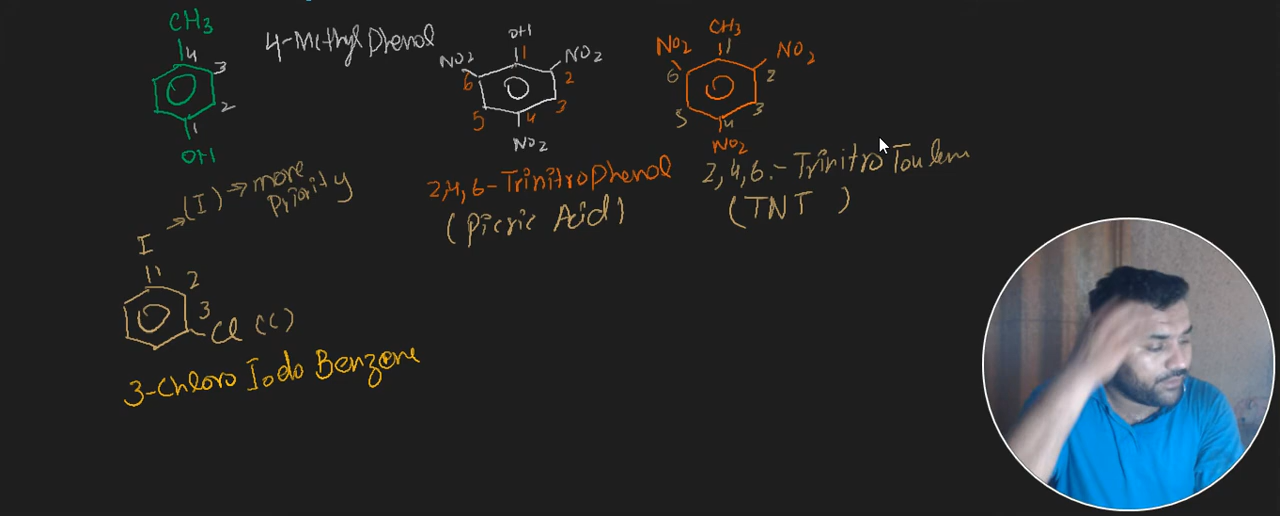 CH3
4
3
2
1
OH
4-Methyl Phenol
OH
1
NO2
NO2
6
2
5
3
4
NO2
2,4,6-Trinitro Phenol
(Picric Acid)
CH3
1
NO2
NO2
6
2
5
3
4
NO2
2,4,6.-Trinitro
(TNT )
I → (I) → more
Priority
1
2
3
Cl (C)
3-Chloro Iodo Benzene